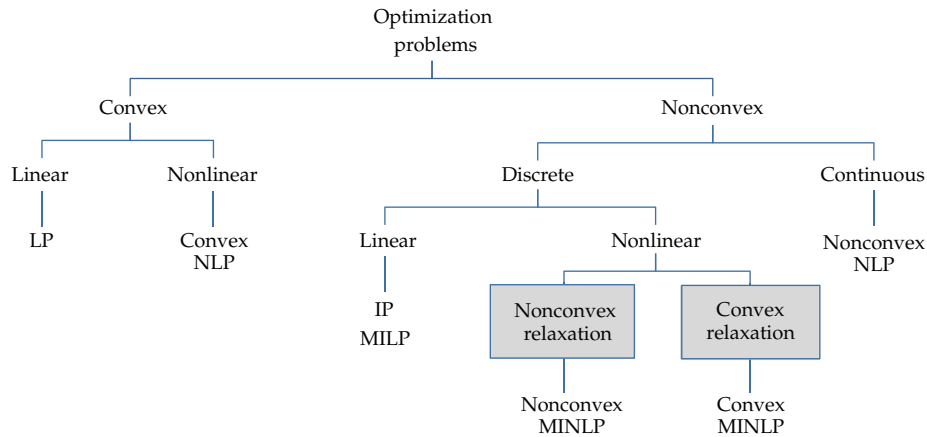 Optimization
problems
Convex
Nonconvex
Linear
Nonlinear
Discrete
Continuous
LP
Convex
NLP
Linear
Nonlinear
Nonconvex
NLP
IP
MILP
Nonconvex
relaxation
Convex
relaxation
Nonconvex
MINLP
Convex
MINLP